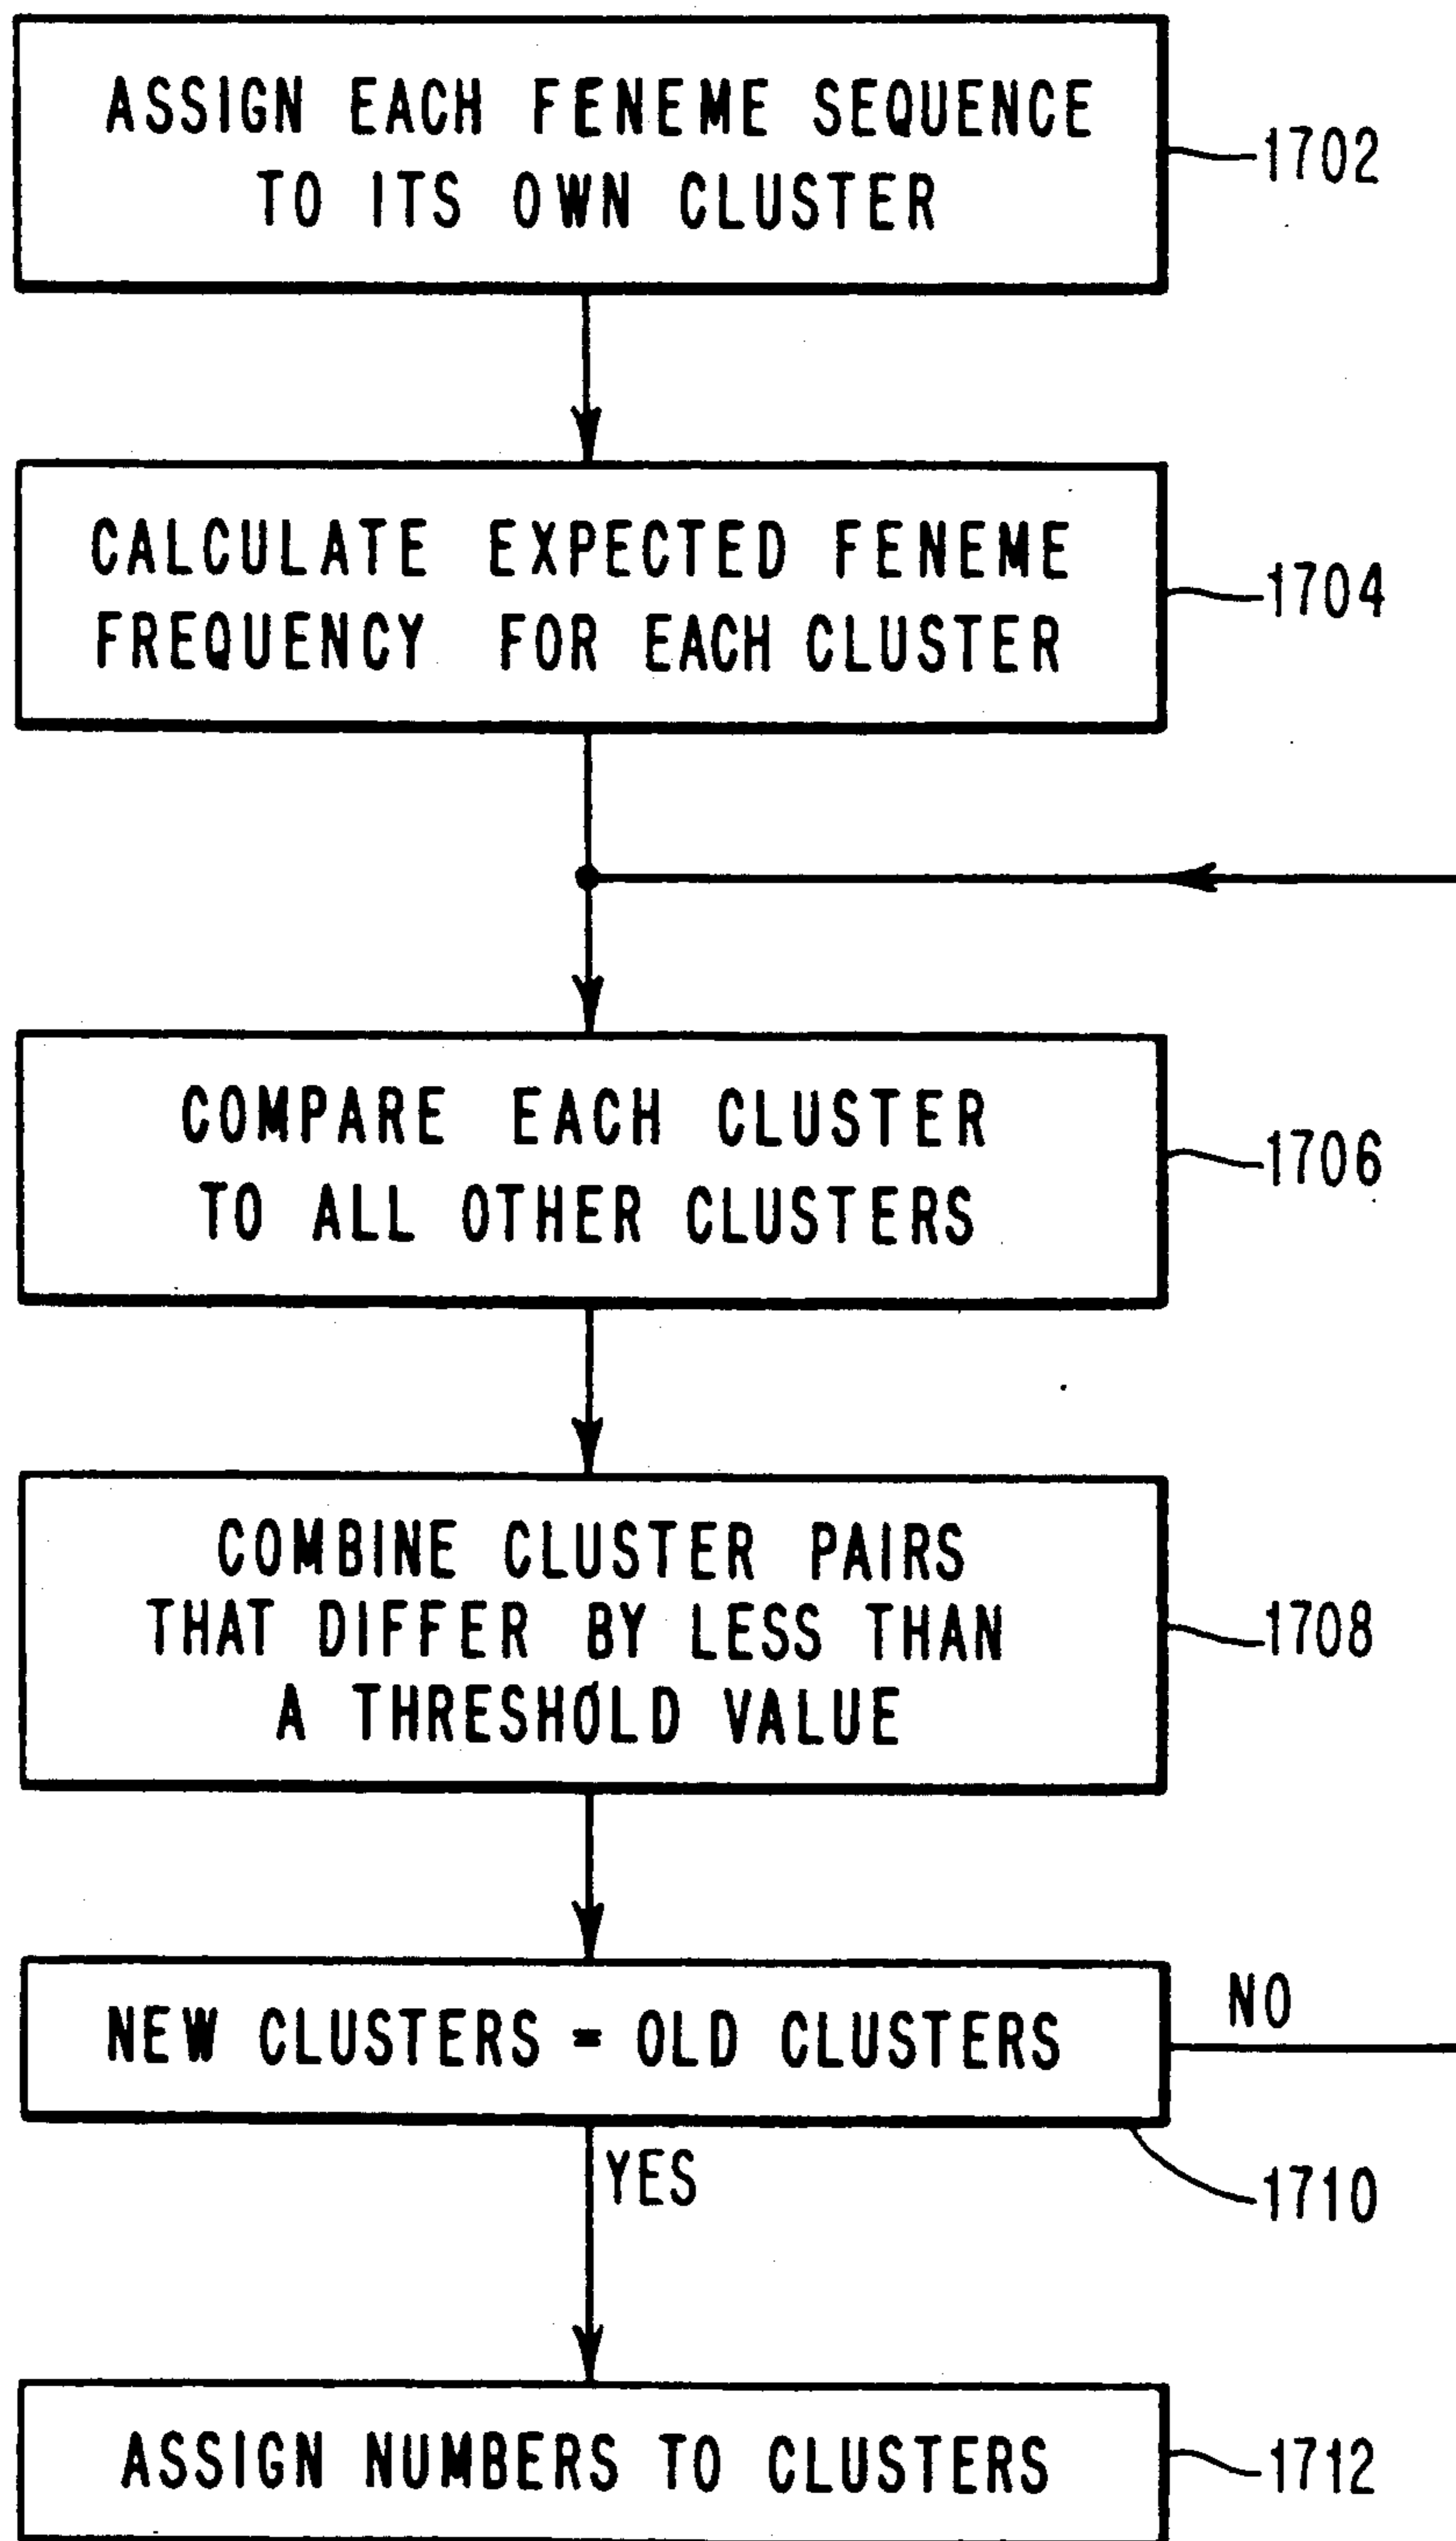 ASSIGN EACH FENEME SEQUENCE
TO ITS OWN CLUSTER
1702
CALCULATE EXPECTED FENEME
FREQUENCY FOR EACH CLUSTER
1704
COMPARE EACH CLUSTER
TO ALL OTHER CLUSTERS
1706
COMBINE CLUSTER PAIRS
THAT DIFFER BY LESS THAN
A THRESHOLD VALUE
1708
NEW CLUSTERS = OLD CLUSTERS
NO
YES
1710
ASSIGN NUMBERS TO CLUSTERS
1712